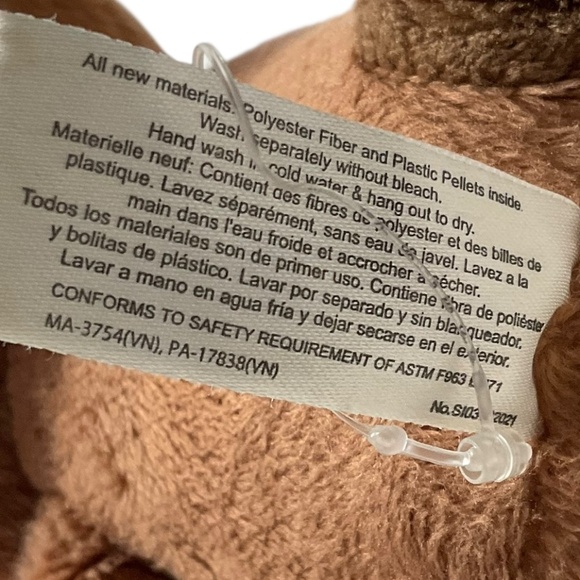 All new materials. Polyester Fiber and Plastic Pellets inside.
Wash separately without bleach.
Hand wash in cold water & hang out to dry.
Materielle neuf: Contient des fibres de polyester et des billes de
plastique. Lavez séparément, sans eau de javel. Lavez a la
main dans l'eau froide et accrocher a sécher.
Todos los materiales son de primer uso. Contiene fibra de poliéster
y bolitas de plástico. Lavar por separado y sin blanqueador.
Lavar a mano en agua fría y dejar secarse en el exterior.
CONFORMS TO SAFETY REQUIREMENT OF ASTM F963 EN71
MA-3754(VN), PA-17838(VN)
2021